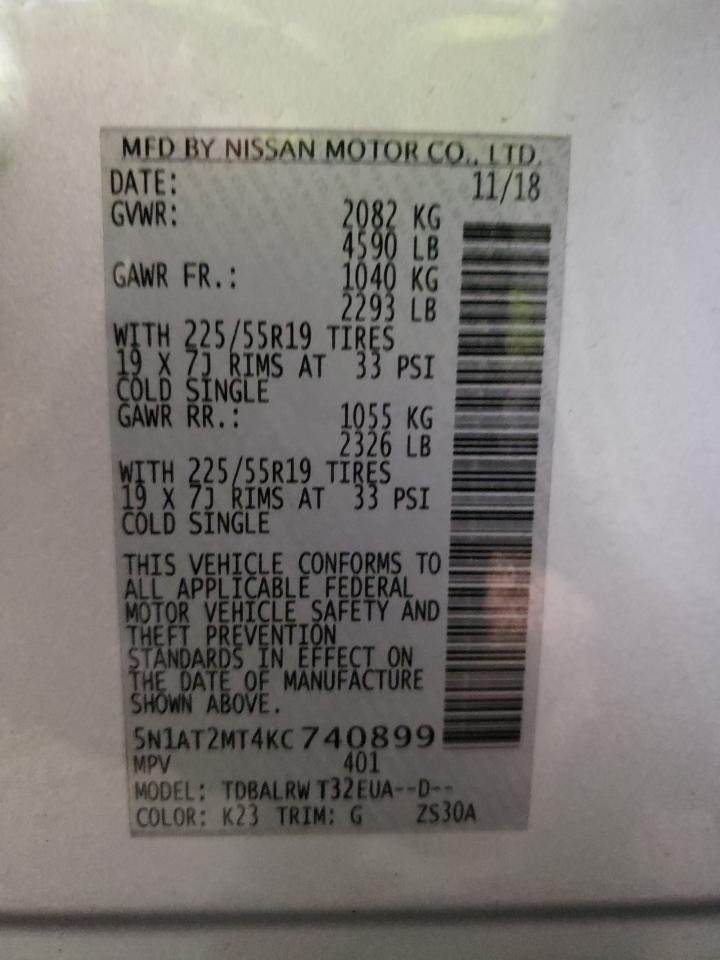 MFD BY NISSAN MOTOR CO., LTD.
DATE: 11/18
GVWR: 2082 KG
4590 LB
GAWR FR.: 1040 KG
2293 LB
WITH 225/55R19 TIRES
19 X 7J RIMS AT 33 PSI
COLD SINGLE
GAWR RR.: 1055 KG
2326 LB
WITH 225/55R19 TIRES
19 X 7J RIMS AT 33 PSI
COLD SINGLE
THIS VEHICLE CONFORMS TO
ALL APPLICABLE FEDERAL
MOTOR VEHICLE SAFETY AND
THEFT PREVENTION
STANDARDS IN EFFECT ON
THE DATE OF MANUFACTURE
SHOWN ABOVE.
5N1AT2MT4KC740899
MPV 401
MODEL: TDBALRW T32EUA--D--
COLOR: K23 TRIM: G ZS30A